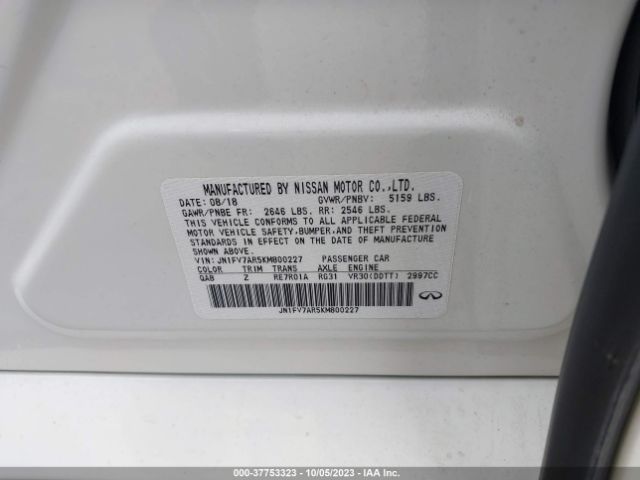 MANUFACTURED BY NISSAN MOTOR CO.,LTD.
DATE: 08/18 GVWR/PNBV: 5159 LBS.
GAWR/PNBE FR: 2646 LBS. RR: 2546 LBS.
THIS VEHICLE CONFORMS TO ALL APPLICABLE FEDERAL
MOTOR VEHICLE SAFETY,BUMPER,AND THEFT PREVENTION
STANDARDS IN EFFECT ON THE DATE OF MANUFACTURE
SHOWN ABOVE.
VIN: JN1FV7AR5KM800227 PASSENGER CAR
COLOR TRIM TRANS AXLE ENGINE
QAB Z RE7R01A RG31 VR30(DDTT) 2997CC
JN1FV7AR5KM800227
000-37753323 - 10/05/2023 - IAA Inc.